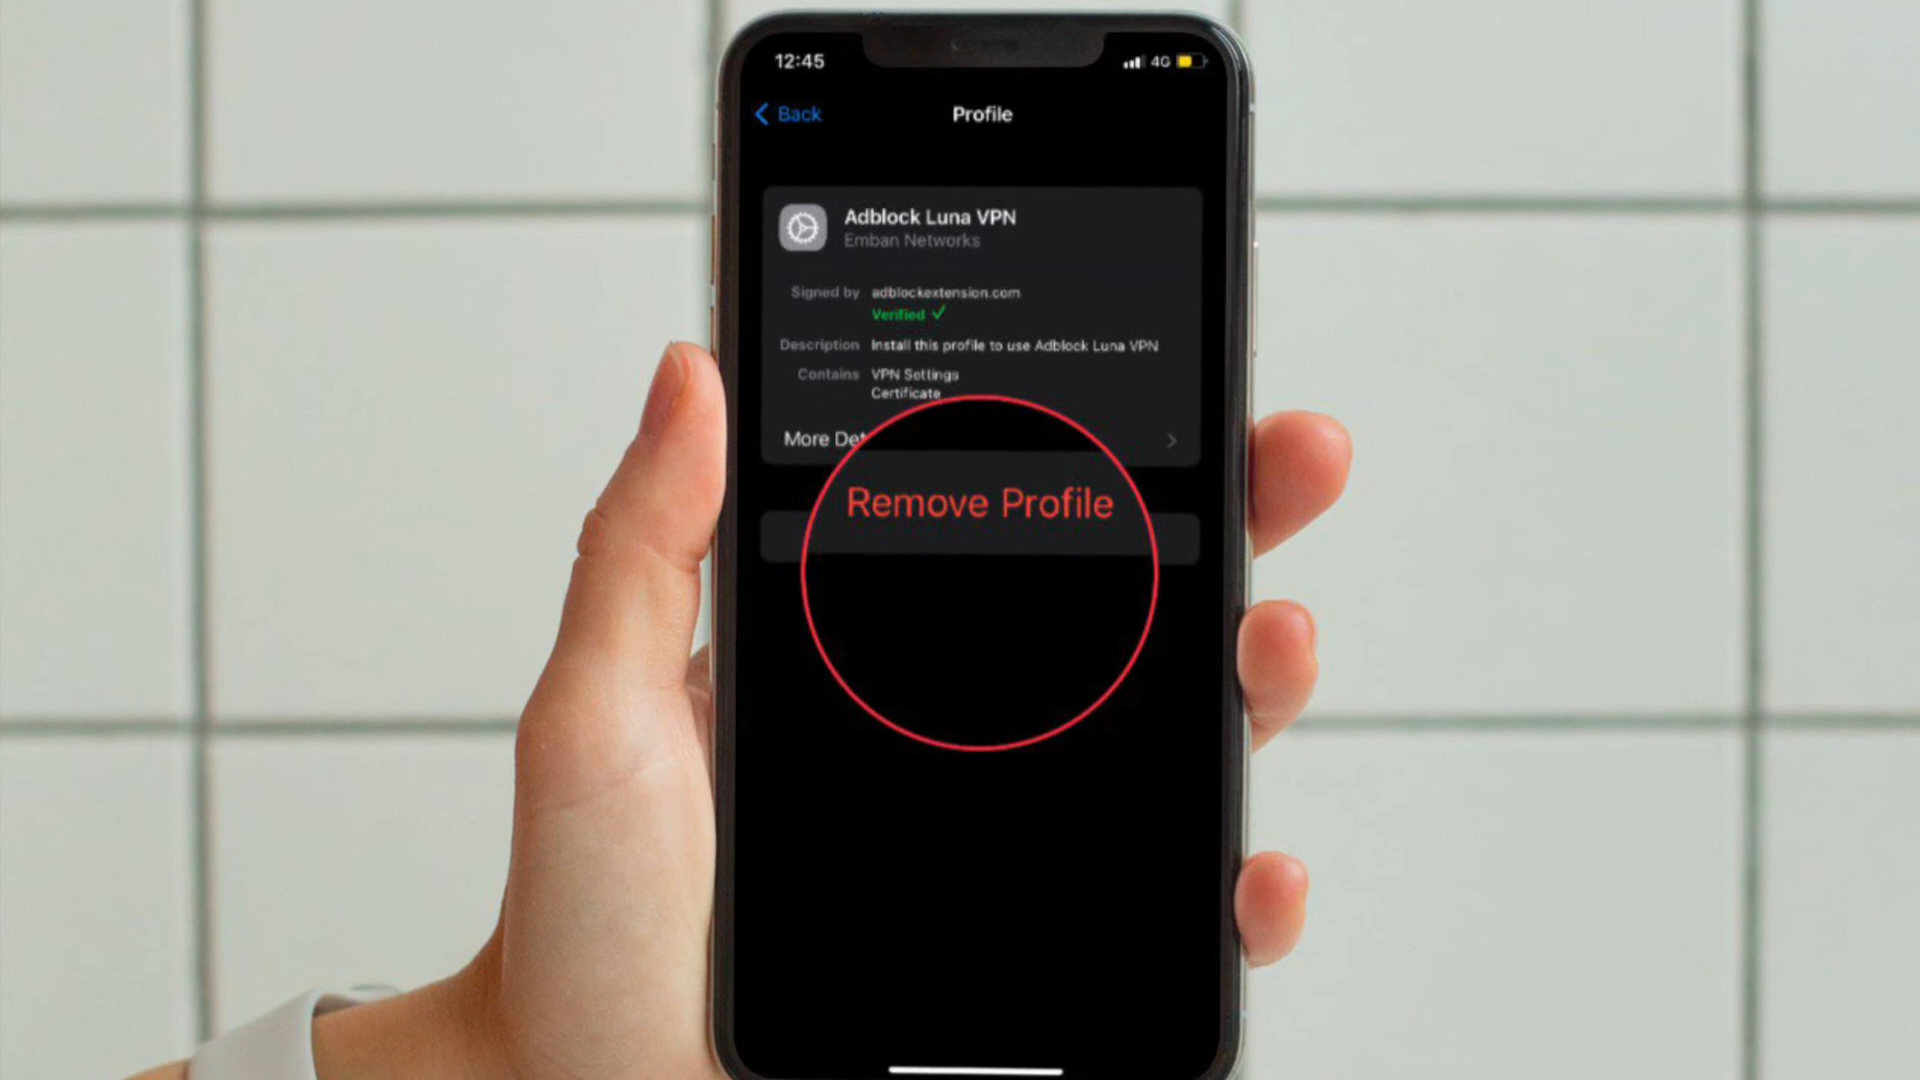 12:45
4G
Back
Profile
Adblock Luna VPN
Emban Networks
Signed by adblockextension.com
Verified
Description Install this profile to use Adblock Luna VPN
Contains VPN Settings
Certificate
More Det
Remove Profile